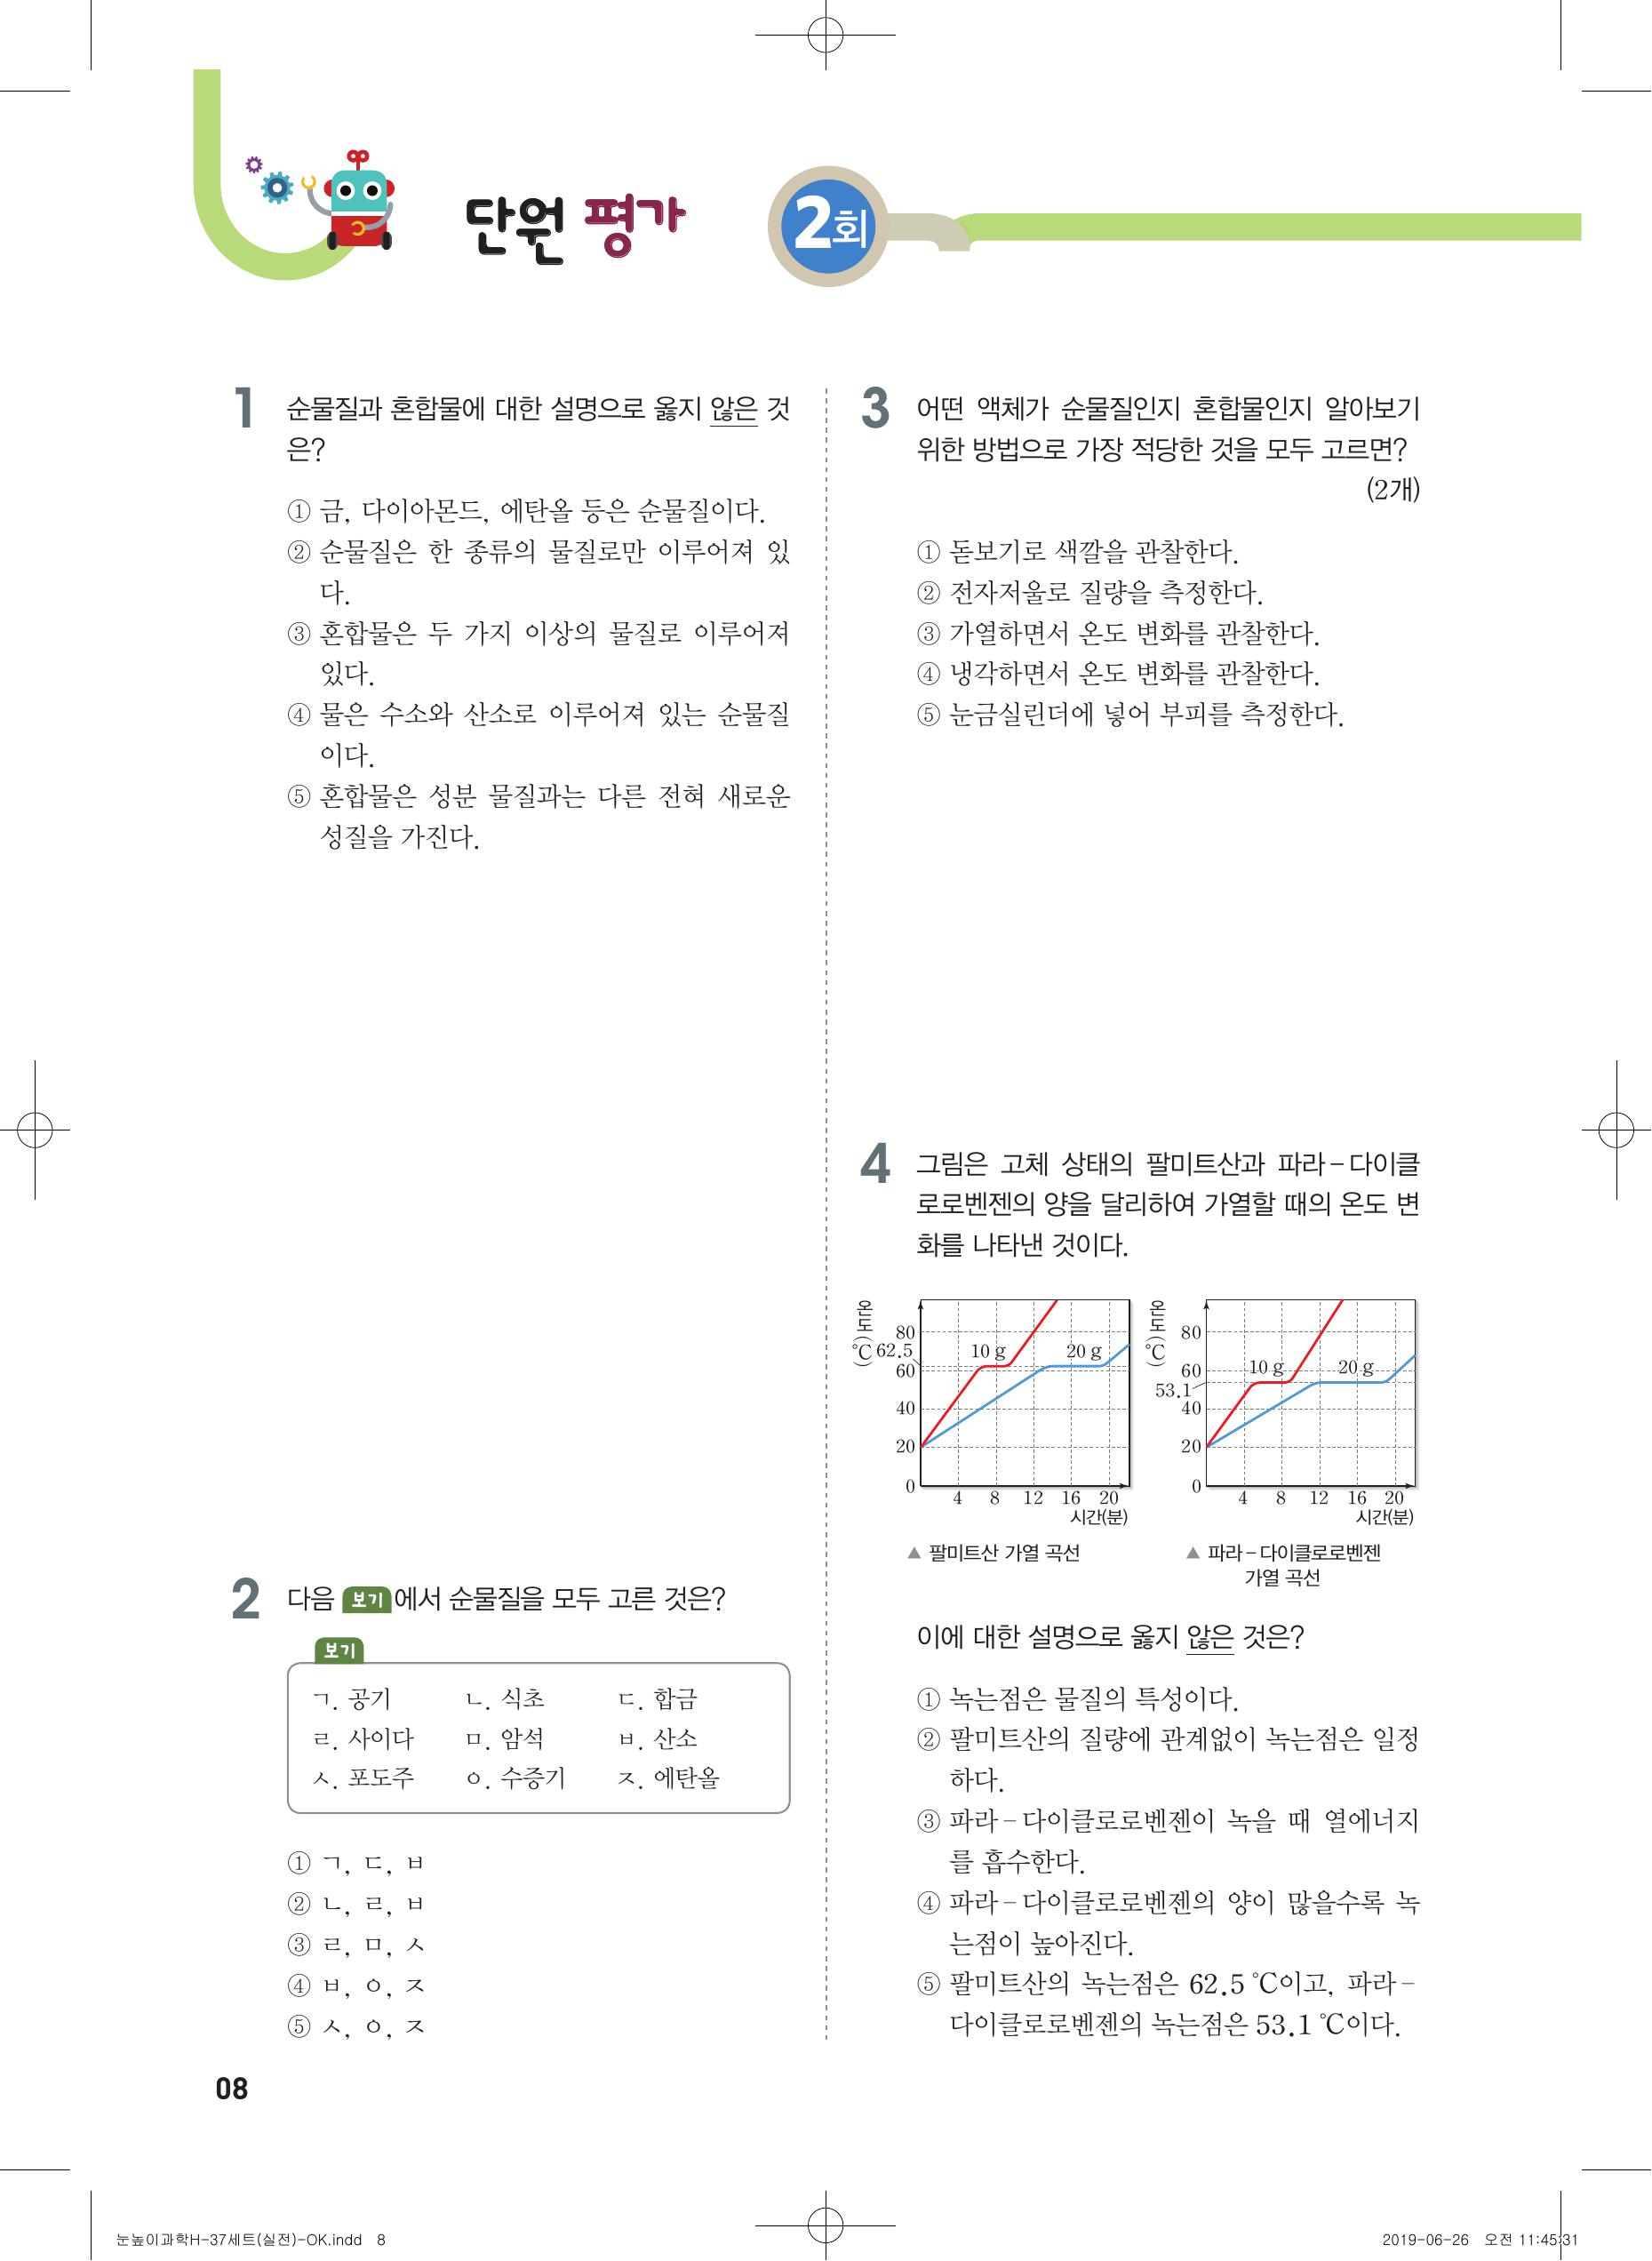 단원 평가 2회
1 순물질과 혼합물에 대한 설명으로 옳지 않은 것
은?
① 금, 다이아몬드, 에탄올 등은 순물질이다.
② 순물질은 한 종류의 물질로만 이루어져 있
다.
③ 혼합물은 두 가지 이상의 물질로 이루어져
있다.
④ 물은 수소와 산소로 이루어져 있는 순물질
이다.
⑤ 혼합물은 성분 물질과는 다른 전혀 새로운
성질을 가진다.
2 다음 보기에서 순물질을 모두 고른 것은?
보기
ㄱ. 공기 ㄴ. 식초 ㄷ. 합금
ㄹ. 사이다 ㅁ. 암석 ㅂ. 산소
ㅅ. 포도주 ㅇ. 수증기 ㅈ. 에탄올
① ㄱ, ㄷ, ㅂ
② ㄴ, ㄹ, ㅂ
③ ㄹ, ㅁ, ㅅ
④ ㅂ, ㅇ, ㅈ
⑤ ㅅ, ㅇ, ㅈ
3 어떤 액체가 순물질인지 혼합물인지 알아보기
위한 방법으로 가장 적당한 것을 모두 고르면?
(2개)
① 돋보기로 색깔을 관찰한다.
② 전자저울로 질량을 측정한다.
③ 가열하면서 온도 변화를 관찰한다.
④ 냉각하면서 온도 변화를 관찰한다.
⑤ 눈금실린더에 넣어 부피를 측정한다.
4 그림은 고체 상태의 팔미트산과 파라-다이클
로로벤젠의 양을 달리하여 가열할 때의 온도 변
화를 나타낸 것이다.
온도(℃)
80
62.5
60
40
20
0
10 g
20 g
4 8 12 16 20
시간(분)
▲ 팔미트산 가열 곡선
온도(℃)
80
60
53.1
40
20
0
10 g
20 g
4 8 12 16 20
시간(분)
▲ 파라-다이클로로벤젠
가열 곡선
이에 대한 설명으로 옳지 않은 것은?
① 녹는점은 물질의 특성이다.
② 팔미트산의 질량에 관계없이 녹는점은 일정
하다.
③ 파라-다이클로로벤젠이 녹을 때 열에너지
를 흡수한다.
④ 파라-다이클로로벤젠의 양이 많을수록 녹
는점이 높아진다.
⑤ 팔미트산의 녹는점은 62.5 ℃이고, 파라-
다이클로로벤젠의 녹는점은 53.1 ℃이다.
08
눈높이과학H-37세트(실전)-OK.indd 8
2019-06-26 오전 11:45:31